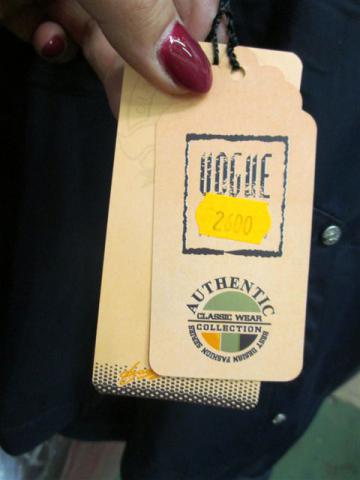 VOGUE
2600
AUTHENTIC
CLASSIC WEAR
COLLECTION
BEST DESIGN FASHION SERIES